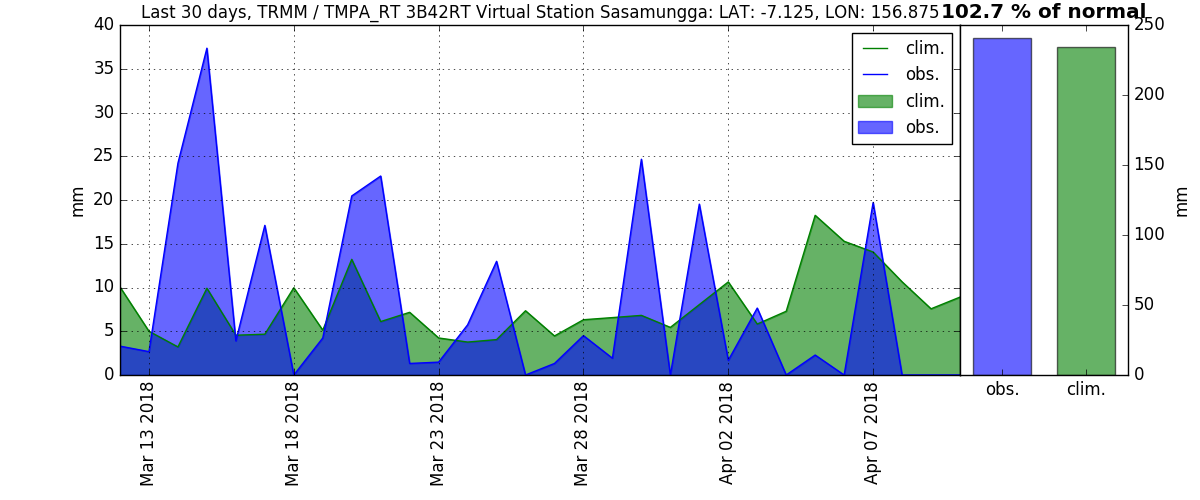 Last 30 days, TRMM / TMPA_RT 3B42RT Virtual Station Sasamungga: LAT: -7.125, LON: 156.875
102.7 % of normal
40
35
30
25
20
15
10
5
0
mm
clim.
obs.
clim.
obs.
Mar 13 2018
Mar 18 2018
Mar 23 2018
Mar 28 2018
Apr 02 2018
Apr 07 2018
250
200
150
100
50
0
mm
obs.
clim.